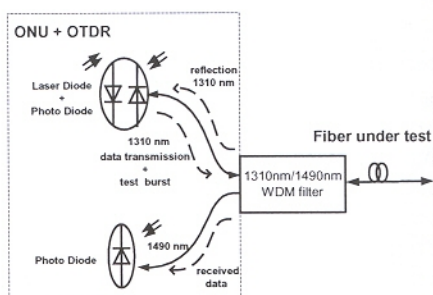 ONU + OTDR
Laser Diode
+
Photo Diode
reflection
1310 nm
1310 nm
data transmission
+
test burst
Fiber under test
1310nm/1490nm
WDM filter
1490 nm
Photo Diode
received
data